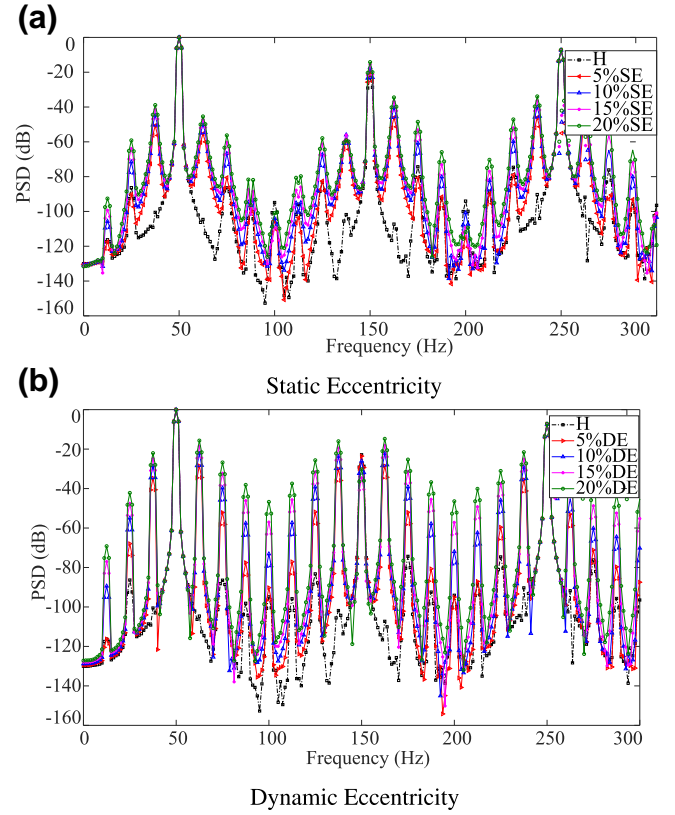 (a)
0
-20
-40
-60
-80
-100
-120
-140
-160
PSD (dB)
H
5%SE
10%SE
15%SE
20%SE
0 50 100 150 200 250 300
Frequency (Hz)
Static Eccentricity
(b)
0
-20
-40
-60
-80
-100
-120
-140
-160
PSD (dB)
H
5%DE
10%DE
15%DE
20%DE
0 50 100 150 200 250 300
Frequency (Hz)
Dynamic Eccentricity